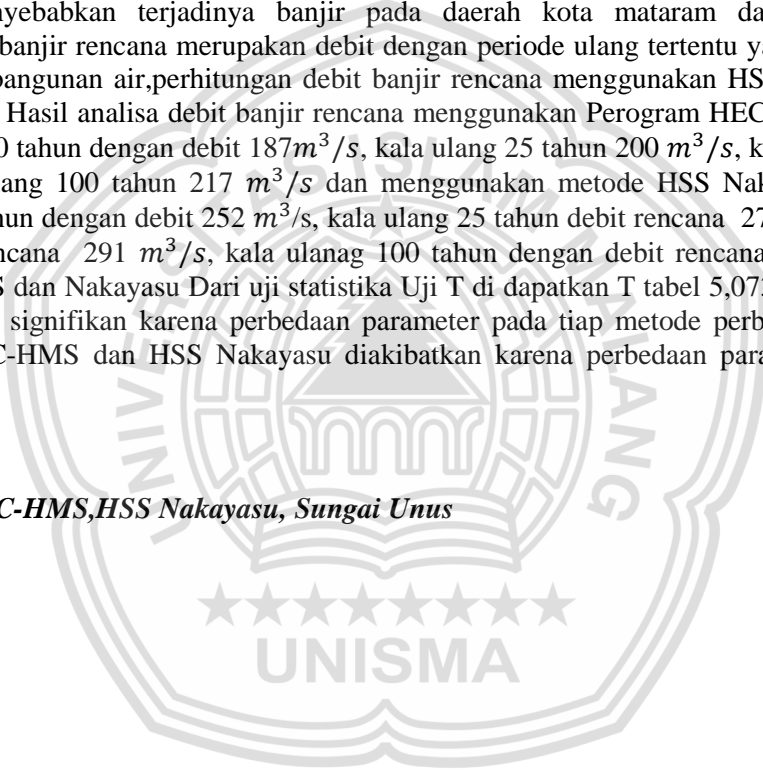 nyebabkan terjadinya banjir pada daerah kota mataram da
banjir rencana merupakan debit dengan periode ulang tertentu ya
bangunan air,perhitungan debit banjir rencana menggunakan HS
Hasil analisa debit banjir rencana menggunakan Perogram HEC
0 tahun dengan debit 187m³/s, kala ulang 25 tahun 200 m³/s, k
ang 100 tahun 217 m³/s dan menggunakan metode HSS Nak
hun dengan debit 252 m³/s, kala ulang 25 tahun debit rencana 27
ncana 291 m³/s, kala ulanag 100 tahun dengan debit rencana
S dan Nakayasu Dari uji statistika Uji T di dapatkan T tabel 5,073
signifikan karena perbedaan parameter pada tiap metode perb
C-HMS dan HSS Nakayasu diakibatkan karena perbedaan para
C-HMS,HSS Nakayasu, Sungai Unus
UNIVERSITAS ISLAM MALANG
UNISMA